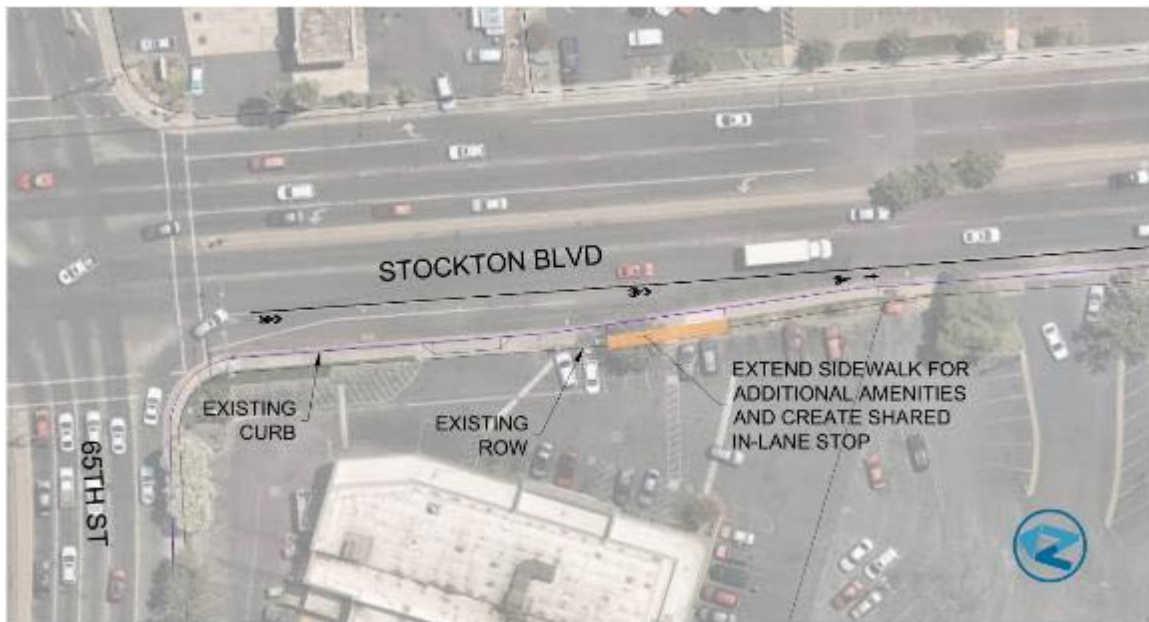 STOCKTON BLVD
EXISTING
CURB
EXISTING
ROW
EXTEND SIDEWALK FOR
ADDITIONAL AMENITIES
AND CREATE SHARED
IN-LANE STOP
65TH ST